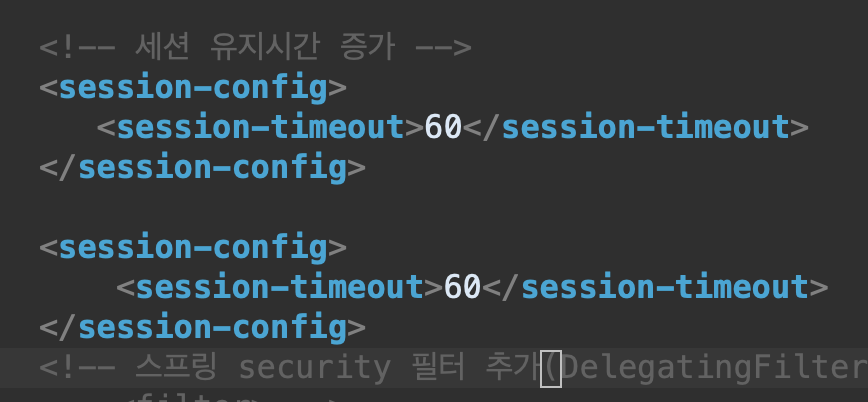 <!-- 세션 유지시간 증가 -->
<session-config>
<session-timeout>60</session-timeout>
</session-config>
<session-config>
<session-timeout>60</session-timeout>
</session-config>
<!-- 스프링 security 필터 추가(DelegatingFilter
<filter>